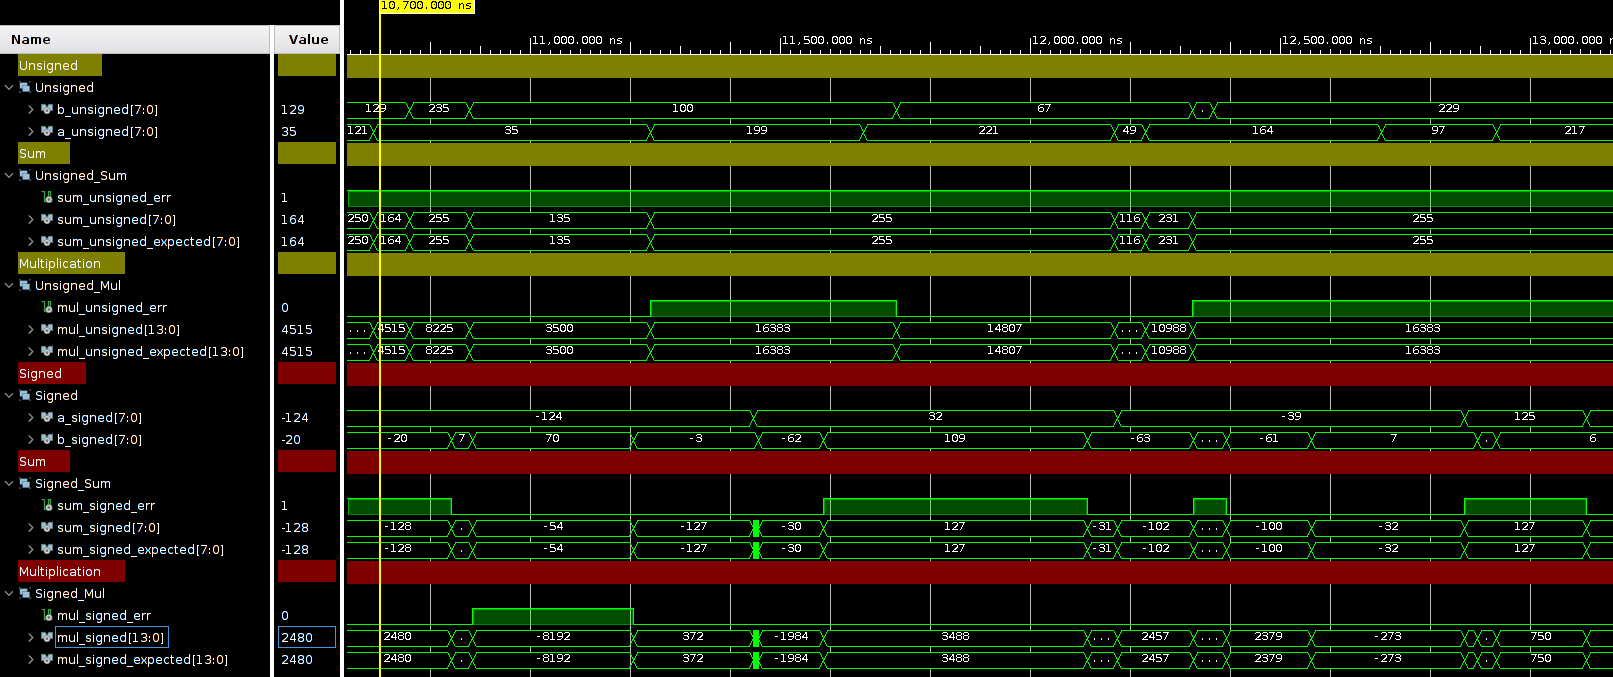 10,700.000 ns
Name Value 11,000.000 ns 11,500.000 ns 12,000.000 ns 12,500.000 ns 13,000.000 n
Unsigned
Unsigned
b_unsigned[7:0] 129 129 235 100 67 . 229
a_unsigned[7:0] 35 121 35 199 221 49 164 97 217
Sum
Unsigned_Sum
sum_unsigned_err 1
sum_unsigned[7:0] 164 250 164 255 135 255 116 231 255
sum_unsigned_expected[7:0] 164 250 164 255 135 255 116 231 255
Multiplication
Unsigned_Mul
mul_unsigned_err 0
mul_unsigned[13:0] 4515 ... 4515 8225 3500 16383 14807 ... 10988 16383
mul_unsigned_expected[13:0] 4515 ... 4515 8225 3500 16383 14807 ... 10988 16383
Signed
Signed
a_signed[7:0] -124 -124 32 -39 125
b_signed[7:0] -20 -20 7 70 -3 -62 109 -63 ... -61 7 . 6
Sum
Signed_Sum
sum_signed_err 1
sum_signed[7:0] -128 -128 . -54 -127 -30 127 -31 -102 ... -100 -32 127
sum_signed_expected[7:0] -128 -128 . -54 -127 -30 127 -31 -102 ... -100 -32 127
Multiplication
Signed_Mul
mul_signed_err 0
mul_signed[13:0] 2480 2480 . -8192 372 -1984 3488 ... 2457 2379 -273 . 750
mul_signed_expected[13:0] 2480 2480 . -8192 372 -1984 3488 ... 2457 2379 -273 . 750